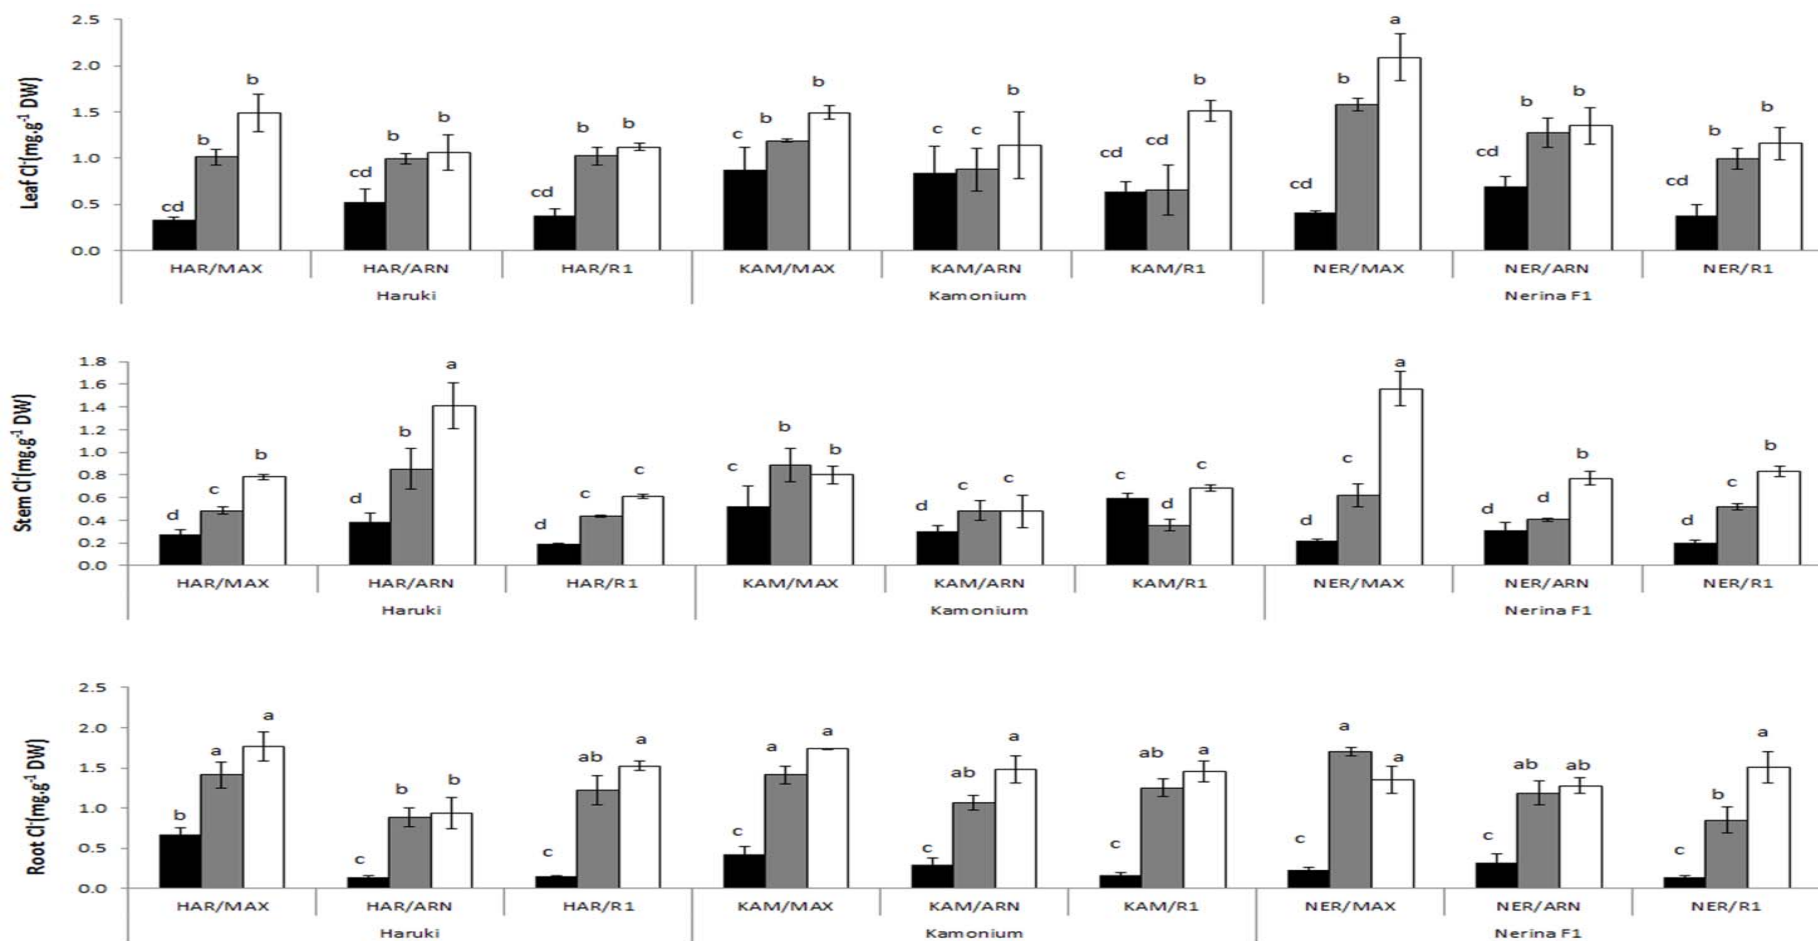 Leaf Cl-(mg.g-1 DW)
2.5
2.0
1.5
1.0
0.5
0.0
cd b b cd b b cd b b c b b c c b cd cd b cd b a cd b b cd b b
HAR/MAX HAR/ARN HAR/R1 KAM/MAX KAM/ARN KAM/R1 NER/MAX NER/ARN NER/R1
Haruki Kamonium Nerina F1
Stem Cl-(mg.g-1 DW)
1.8
1.6
1.4
1.2
1.0
0.8
0.6
0.4
0.2
0.0
d c b d b a d c c c b b d c c c d c d c a d d b d c b
HAR/MAX HAR/ARN HAR/R1 KAM/MAX KAM/ARN KAM/R1 NER/MAX NER/ARN NER/R1
Haruki Kamonium Nerina F1
Root Cl-(mg.g-1 DW)
2.5
2.0
1.5
1.0
0.5
0.0
b a a c b b c ab a c a a c ab a c ab a c a a c ab ab c b a
HAR/MAX HAR/ARN HAR/R1 KAM/MAX KAM/ARN KAM/R1 NER/MAX NER/ARN NER/R1
Haruki Kamonium Nerina F1